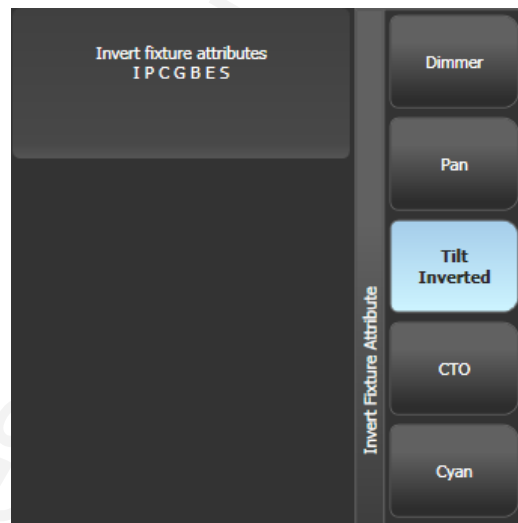 Invert fixture attributes
I P C G B E S
Invert Fixture Attribute
Dimmer
Pan
Tilt
Inverted
CTO
Cyan